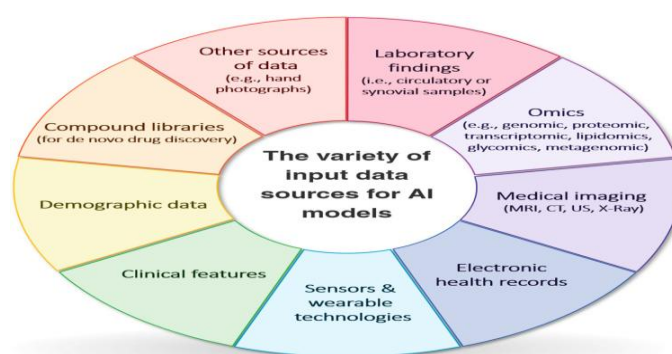 Other sources
of data
(e.g., hand
photographs)
Laboratory
findings
(i.e., circulatory or
synovial samples)
Omics
(e.g., genomic, proteomic,
transcriptomic, lipidomics,
glycomics, metagenomic)
Medical imaging
(MRI, CT, US, X-Ray)
Electronic
health records
Sensors &
wearable
technologies
Clinical features
Demographic data
Compound libraries
(for de novo drug discovery)
The variety of
input data
sources for AI
models